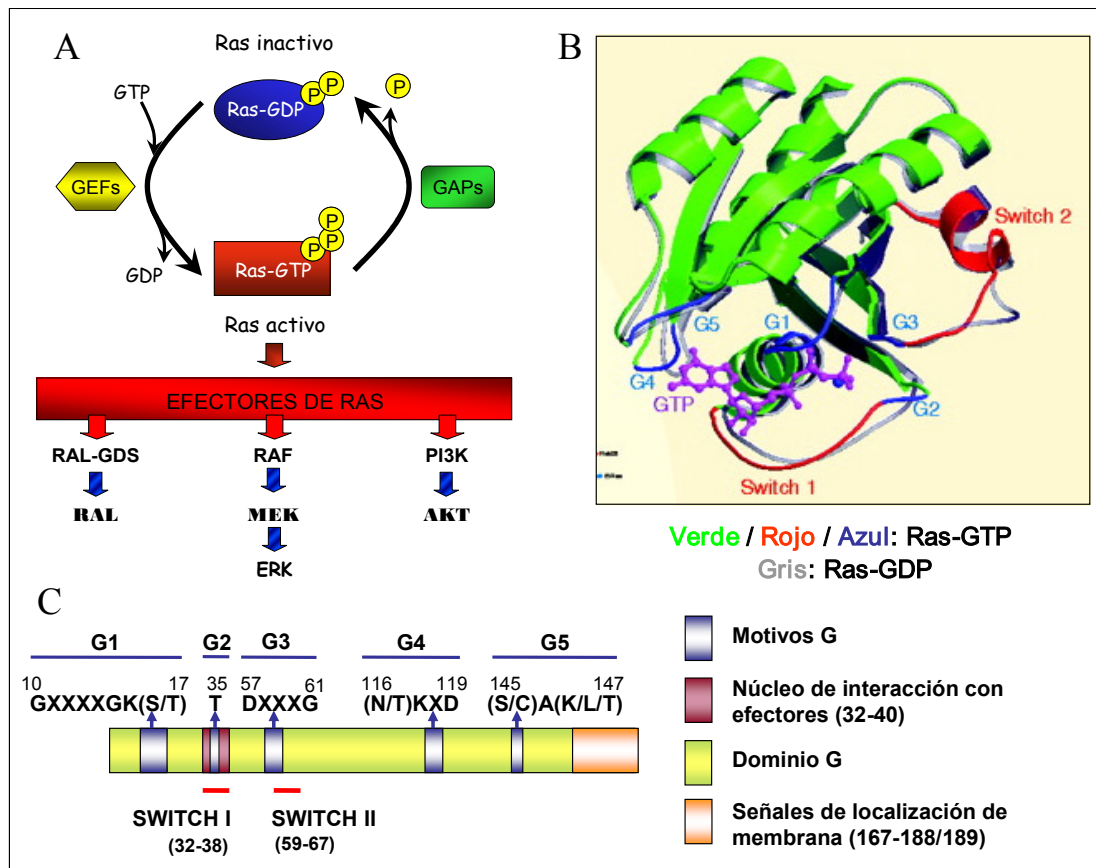 A
Ras inactivo
GTP
Ras-GDP
P
P
P
GEFs
GAPs
GDP
Ras-GTP
P
P
P
Ras activo
EFECTORES DE RAS
RAL-GDS
RAF
PI3K
RAL
MEK
AKT
ERK
B
Switch 2
G5
G1
G3
G4
GTP
G2
Switch 1
Verde / Rojo / Azul: Ras-GTP
Gris: Ras-GDP
C
G1 G2 G3 G4 G5
10 17 35 57 61 116 119 145 147
GXXXXGK(S/T) T DXXXG (N/T)KXD (S/C)A(K/L/T)
SWITCH I
(32-38)
SWITCH II
(59-67)
Motivos G
Núcleo de interacción con
efectores (32-40)
Dominio G
Señales de localización de
membrana (167-188/189)